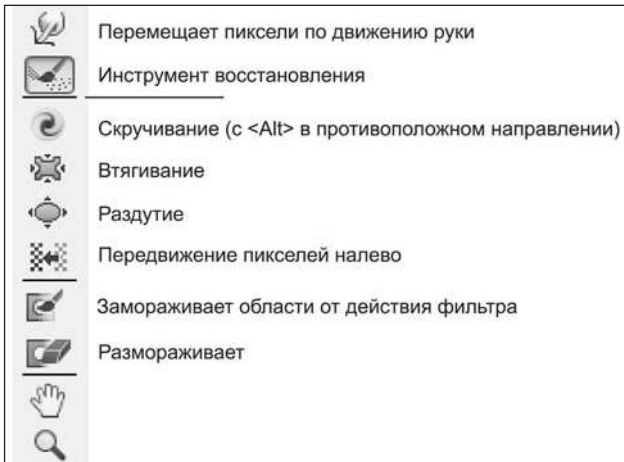 Перемещает пиксели по движению руки
Инструмент восстановления
Скручивание (с <Alt> в противоположном направлении)
Втягивание
Раздутие
Передвижение пикселей налево
Замораживает области от действия фильтра
Размораживает